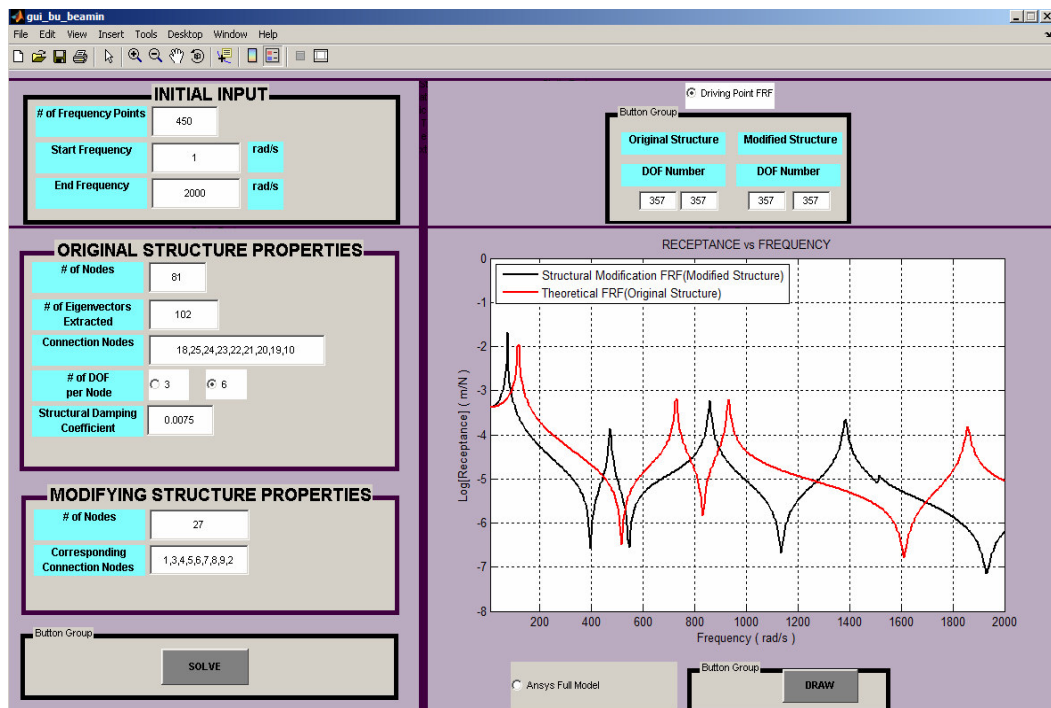 gui_bu_beamin
File Edit View Insert Tools Desktop Window Help
INITIAL INPUT
# of Frequency Points
450
Start Frequency
1
rad/s
End Frequency
2000
rad/s
ORIGINAL STRUCTURE PROPERTIES
# of Nodes
81
# of Eigenvectors
Extracted
102
Connection Nodes
18,25,24,23,22,21,20,19,10
# of DOF
per Node
3
6
Structural Damping
Coefficient
0.0075
MODIFYING STRUCTURE PROPERTIES
# of Nodes
27
Corresponding
Connection Nodes
1,3,4,5,6,7,8,9,2
Button Group
SOLVE
Driving Point FRF
Button Group
Original Structure
Modified Structure
DOF Number
DOF Number
357
357
357
357
RECEPTANCE vs FREQUENCY
Structural Modification FRF(Modified Structure)
Theoretical FRF(Original Structure)
Log[Receptance] ( m/N )
0
-1
-2
-3
-4
-5
-6
-7
-8
200 400 600 800 1000 1200 1400 1600 1800 2000
Frequency ( rad/s )
Ansys Full Model
Button Group
DRAW